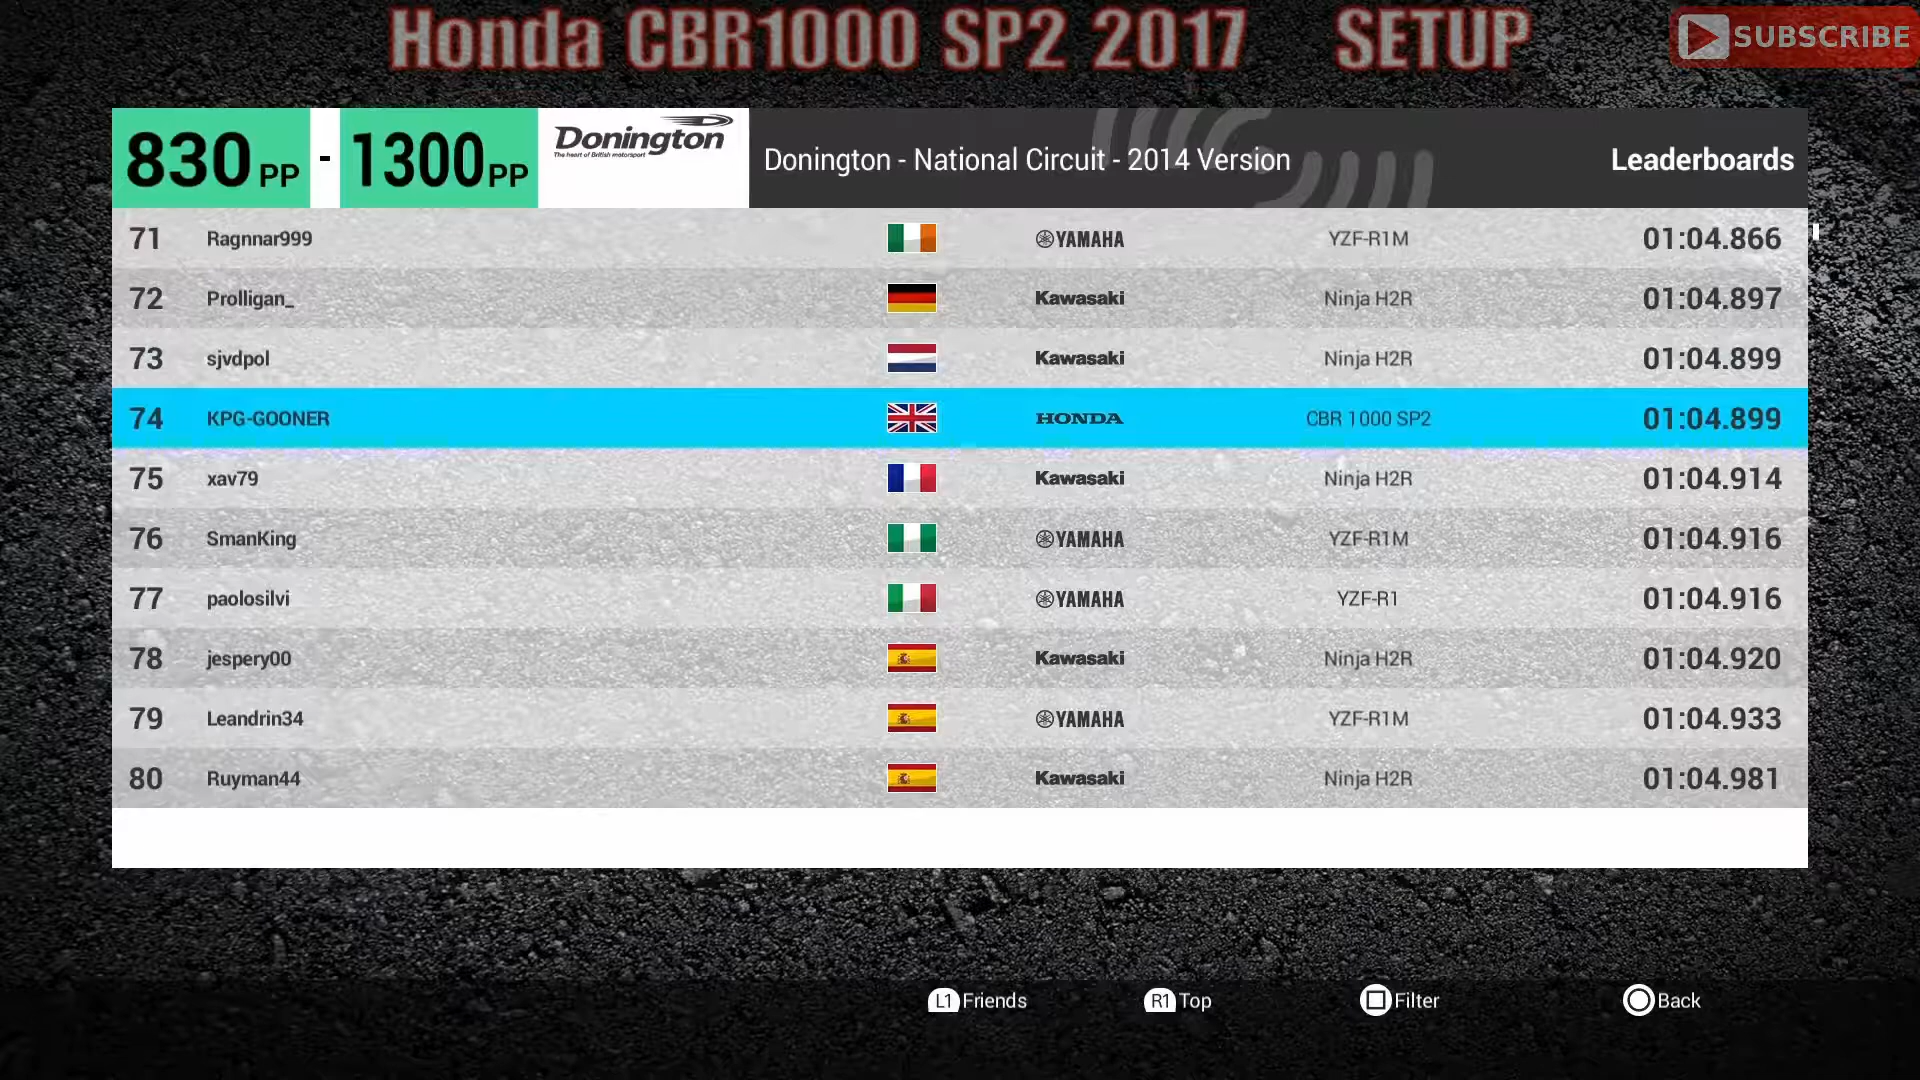 Honda CBR1000 SP2 2017 SETUP
SUBSCRIBE
830 PP - 1300 PP
Donington
The heart of British motorsport
Donington - National Circuit - 2014 Version
Leaderboards
71 Ragnnar999 YAMAHA YZF-R1M 01:04.866
72 Prolligan_ Kawasaki Ninja H2R 01:04.897
73 sjvdpol Kawasaki Ninja H2R 01:04.899
74 KPG-GOONER HONDA CBR 1000 SP2 01:04.899
75 xav79 Kawasaki Ninja H2R 01:04.914
76 SmanKing YAMAHA YZF-R1M 01:04.916
77 paolosilvi YAMAHA YZF-R1 01:04.916
78 jespery00 Kawasaki Ninja H2R 01:04.920
79 Leandrin34 YAMAHA YZF-R1M 01:04.933
80 Ruyman44 Kawasaki Ninja H2R 01:04.981
L1 Friends R1 Top Filter Back